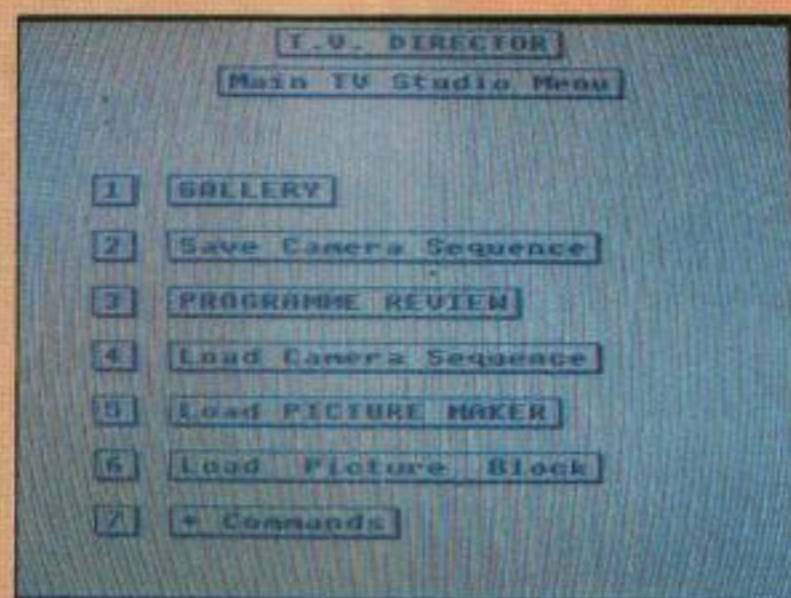 T.V. DIRECTOR
Main TV Studio Menu
1 GALLERY
2 Save Camera Sequence
3 PROGRAMME REVIEW
4 Load Camera Sequence
5 Load PICTURE MAKER
6 Load Picture Block
7 * Commands